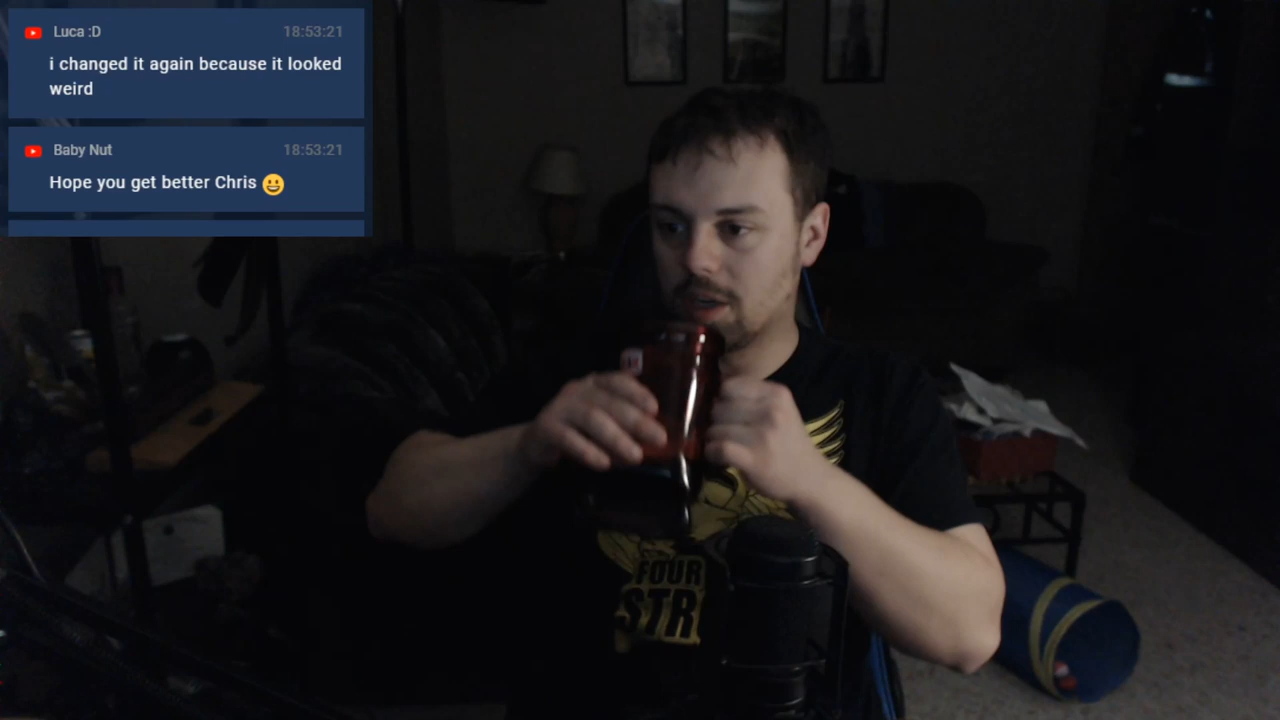 Luca :D 18:53:21
i changed it again because it looked
weird
Baby Nut 18:53:21
Hope you get better Chris 😀
FOUR
STR